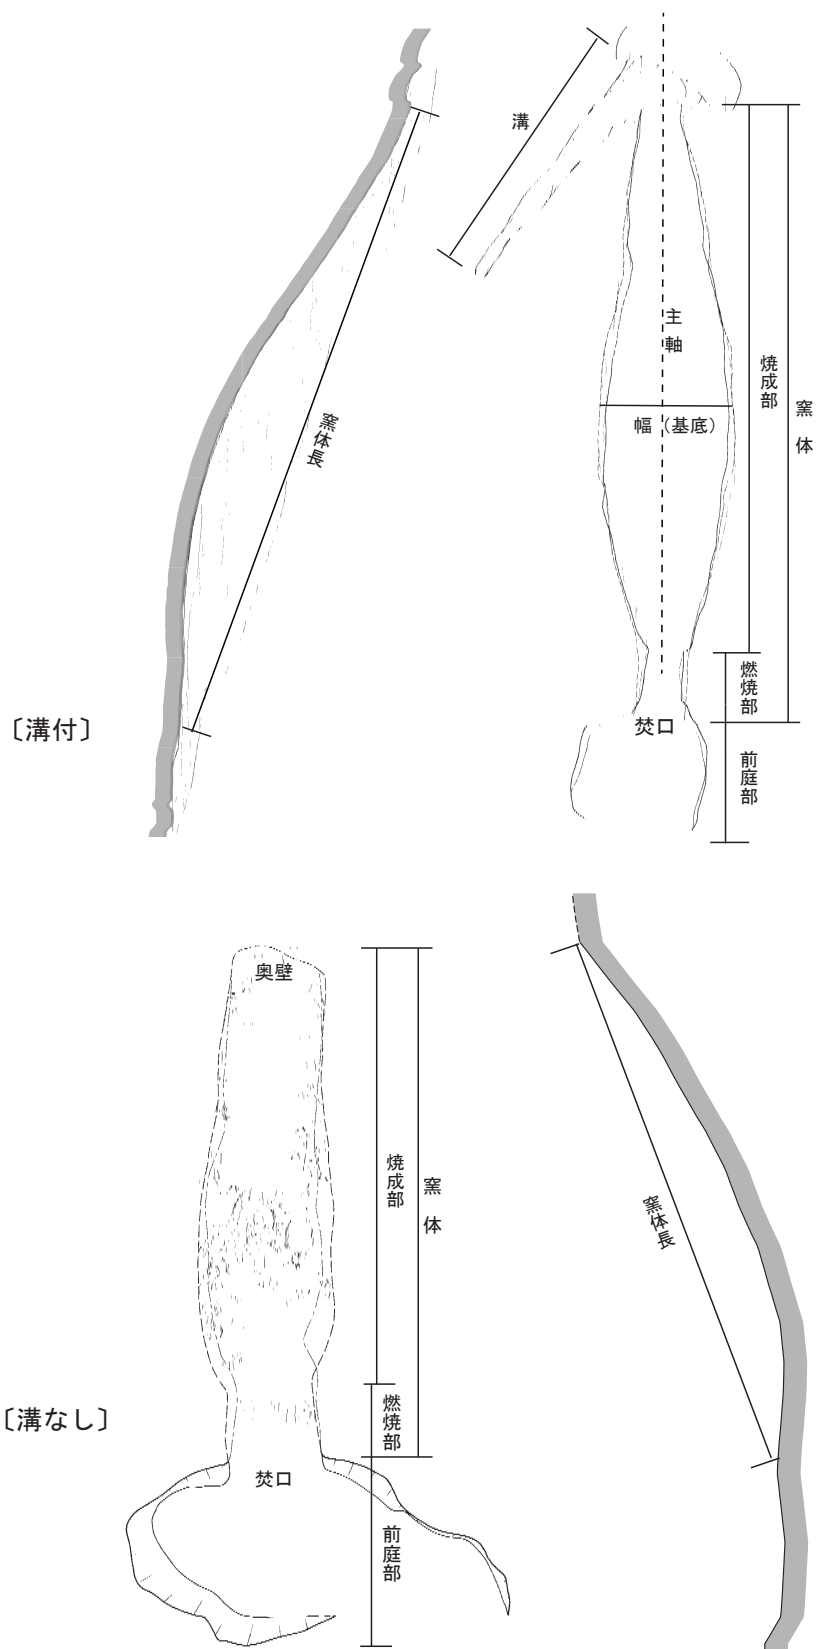 溝
主軸
焼成部
窯体
幅（基底）
窯体長
燃焼部
〔溝付〕
焚口
前庭部
奥壁
焼成部
窯体
窯体長
燃焼部
〔溝なし〕
焚口
前庭部